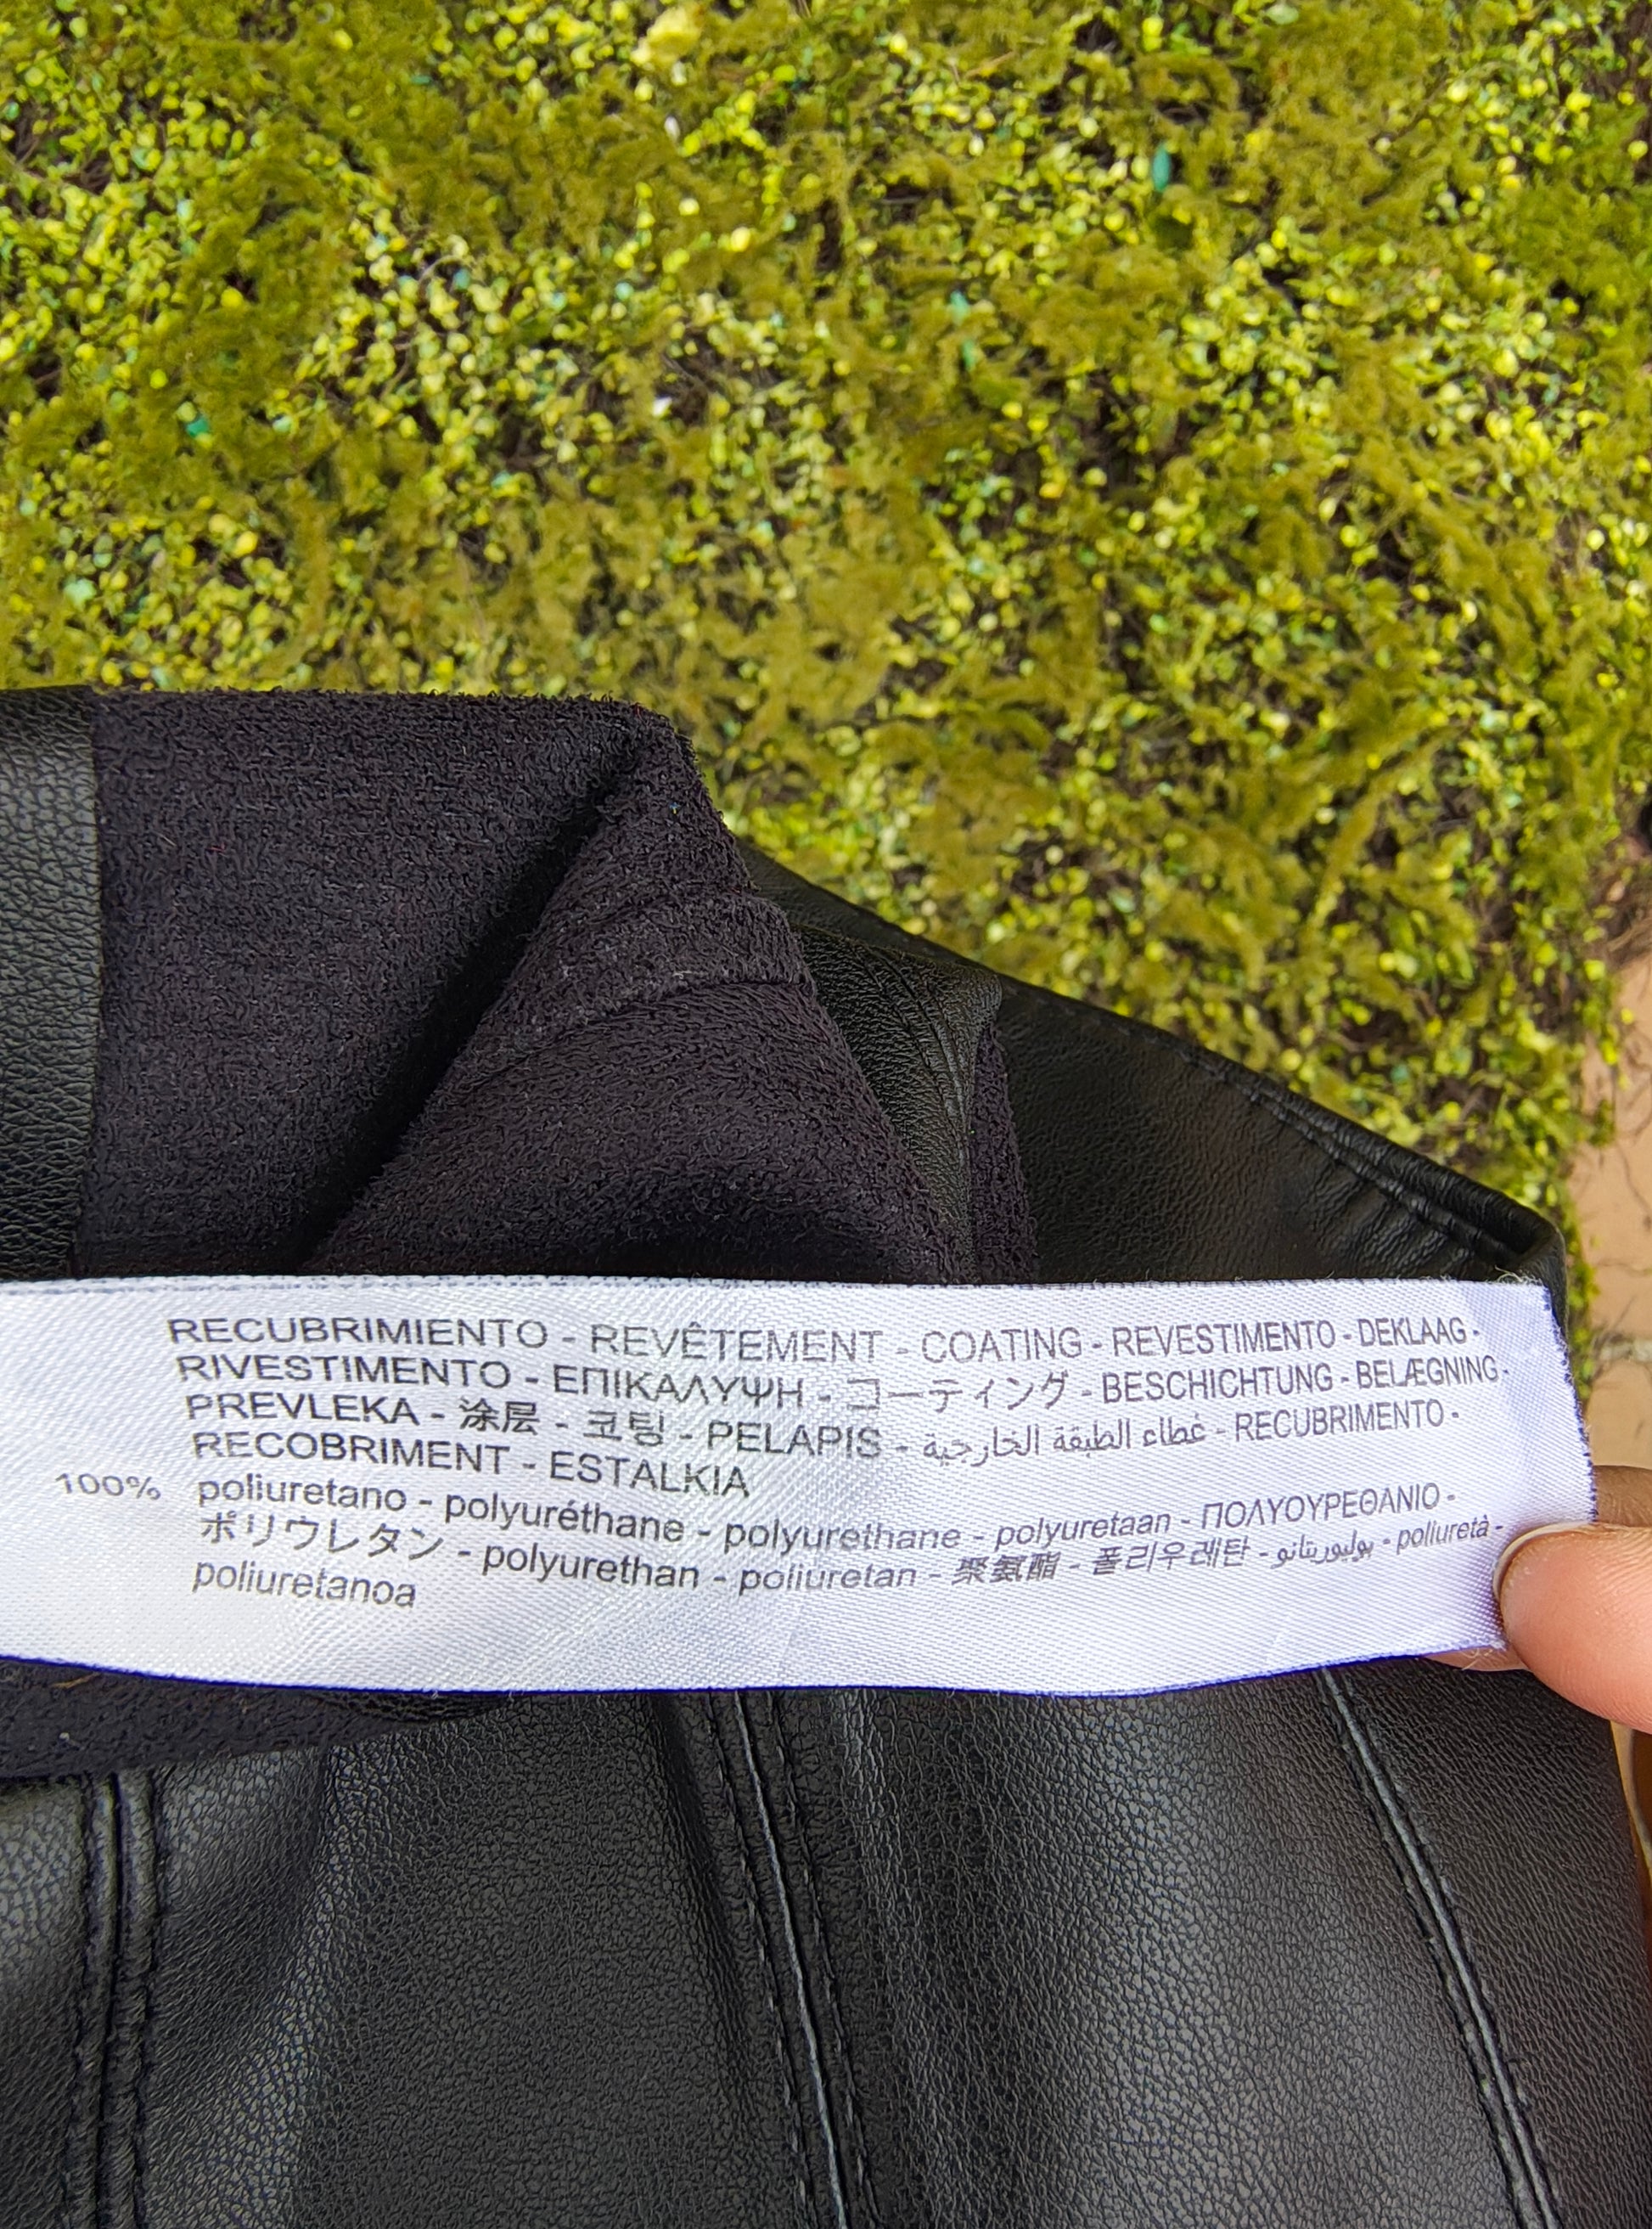 RECUBRIMIENTO - REVÊTEMENT - COATING - REVESTIMENTO - DEKLAAG -
RIVESTIMENTO - ΕΠΙΚΑΛΥΨΗ - コーティング - BESCHICHTUNG - BELÆGNING -
PREVLEKA - 涂层 - 코팅 - PELAPIS - غطاء الطبقة الخارجية - RECUBRIMENTO -
RECOBRIMENT - ESTALKIA
100% poliuretano - polyuréthane - polyurethane - polyuretaan - ΠΟΛΥΟΥΡΕΘΑΝΙΟ -
ポリウレタン - polyurethan - poliuretan - 聚氨酯 - 폴리우레탄 - بوليوريتانو - poliuretà -
poliuretanoa